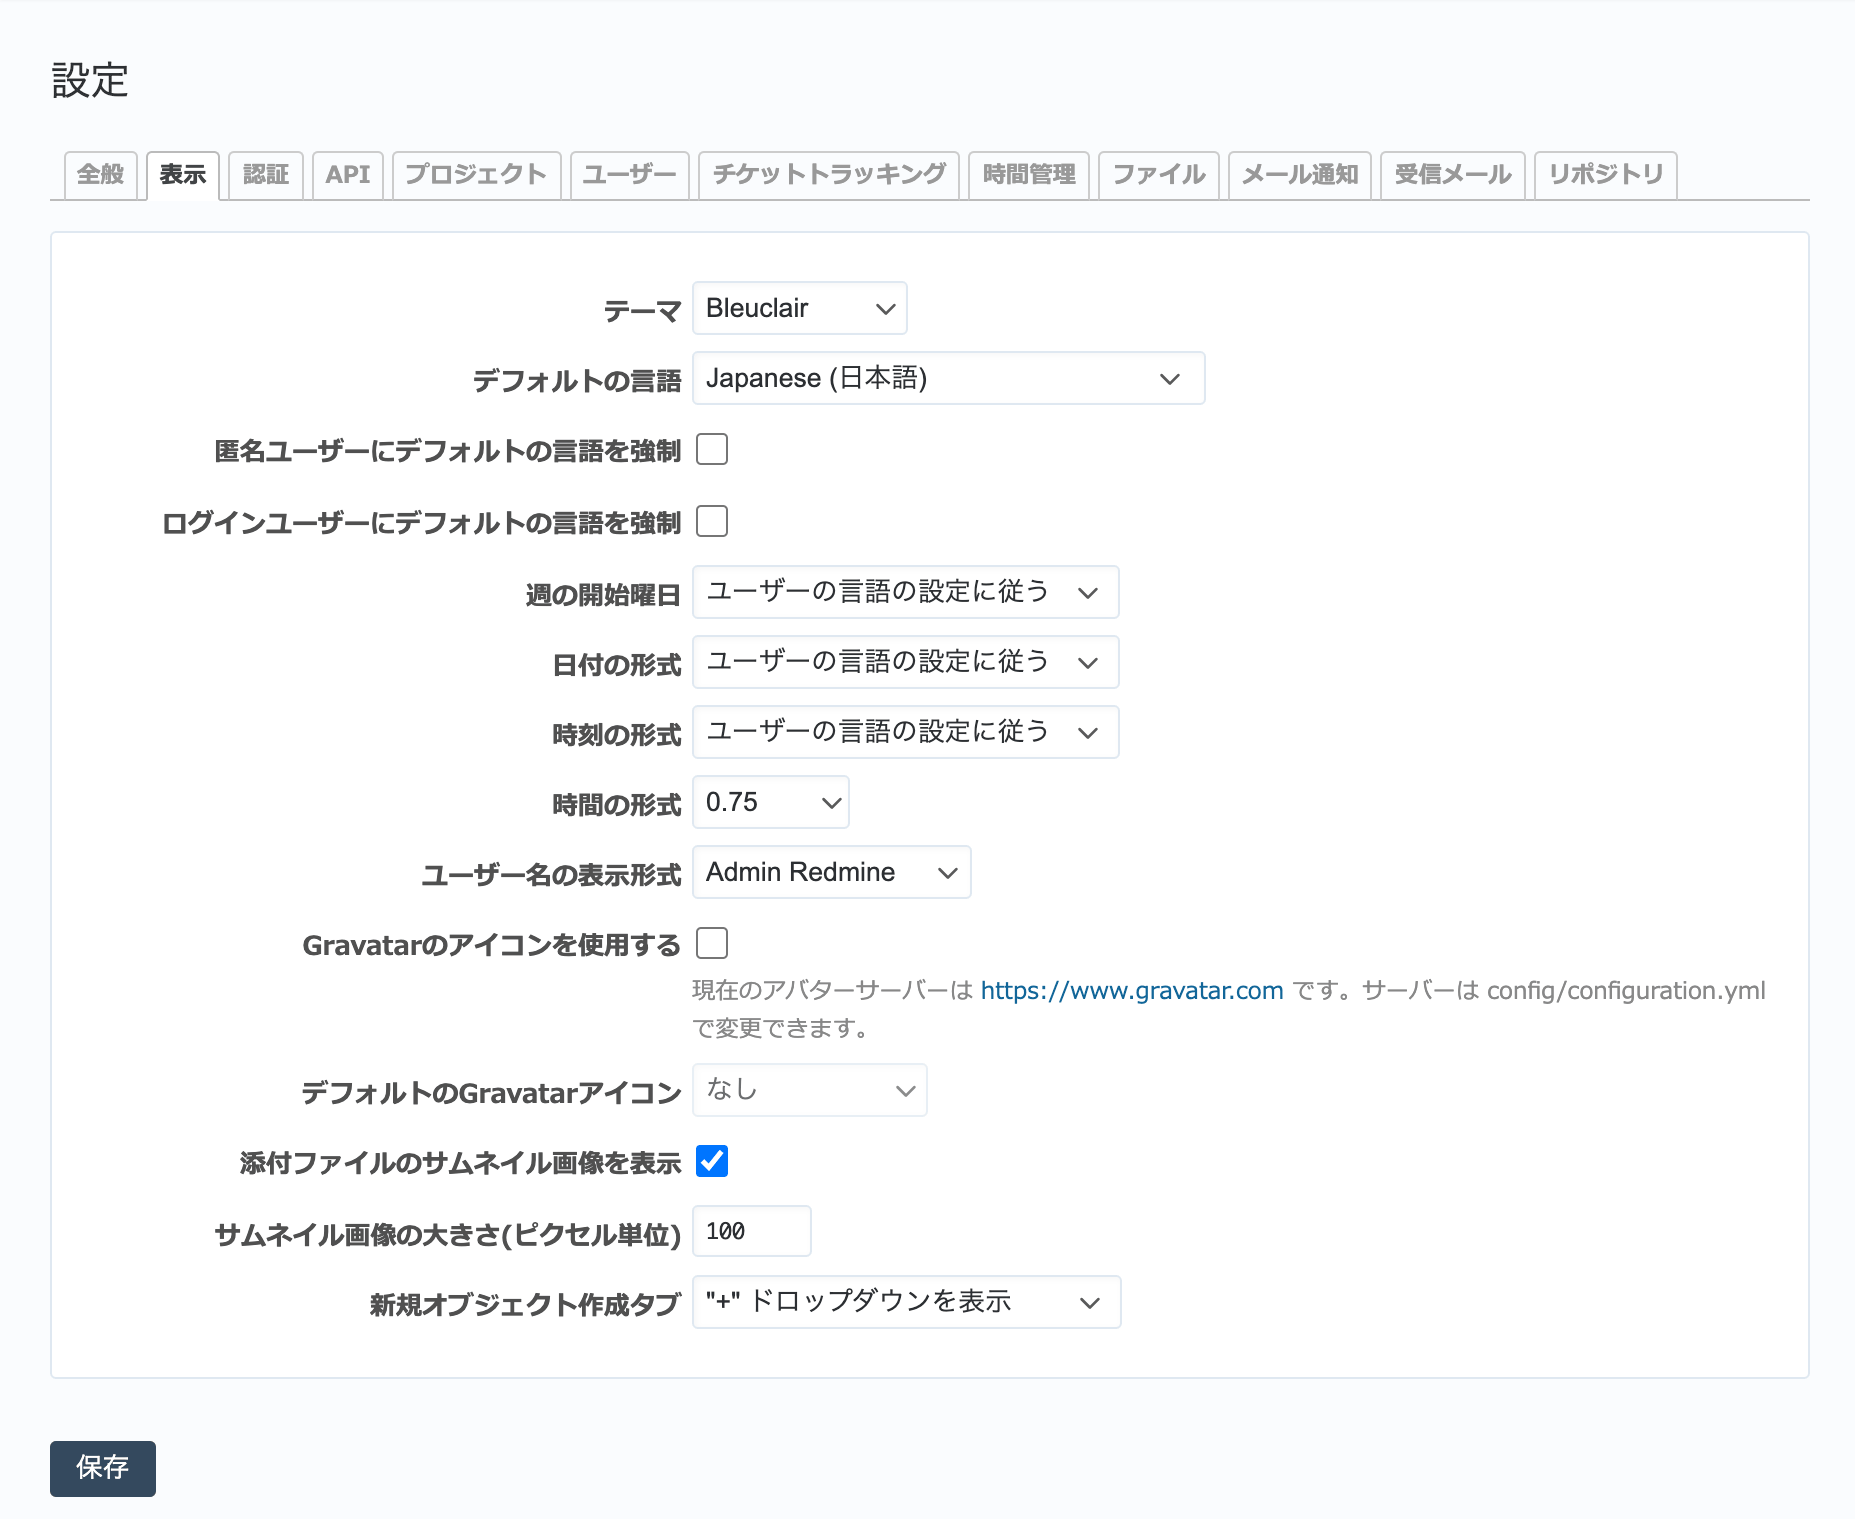 設定
全般 表示 認証 API プロジェクト ユーザー チケットトラッキング 時間管理 ファイル メール通知 受信メール リポジトリ
テーマ Bleuclair
デフォルトの言語 Japanese (日本語)
匿名ユーザーにデフォルトの言語を強制
ログインユーザーにデフォルトの言語を強制
週の開始曜日 ユーザーの言語の設定に従う
日付の形式 ユーザーの言語の設定に従う
時刻の形式 ユーザーの言語の設定に従う
時間の形式 0.75
ユーザー名の表示形式 Admin Redmine
Gravatarのアイコンを使用する
現在のアバターサーバーは https://www.gravatar.com です。サーバーは config/configuration.yml
で変更できます。
デフォルトのGravatarアイコン なし
添付ファイルのサムネイル画像を表示
サムネイル画像の大きさ(ピクセル単位) 100
新規オブジェクト作成タブ "+" ドロップダウンを表示
保存